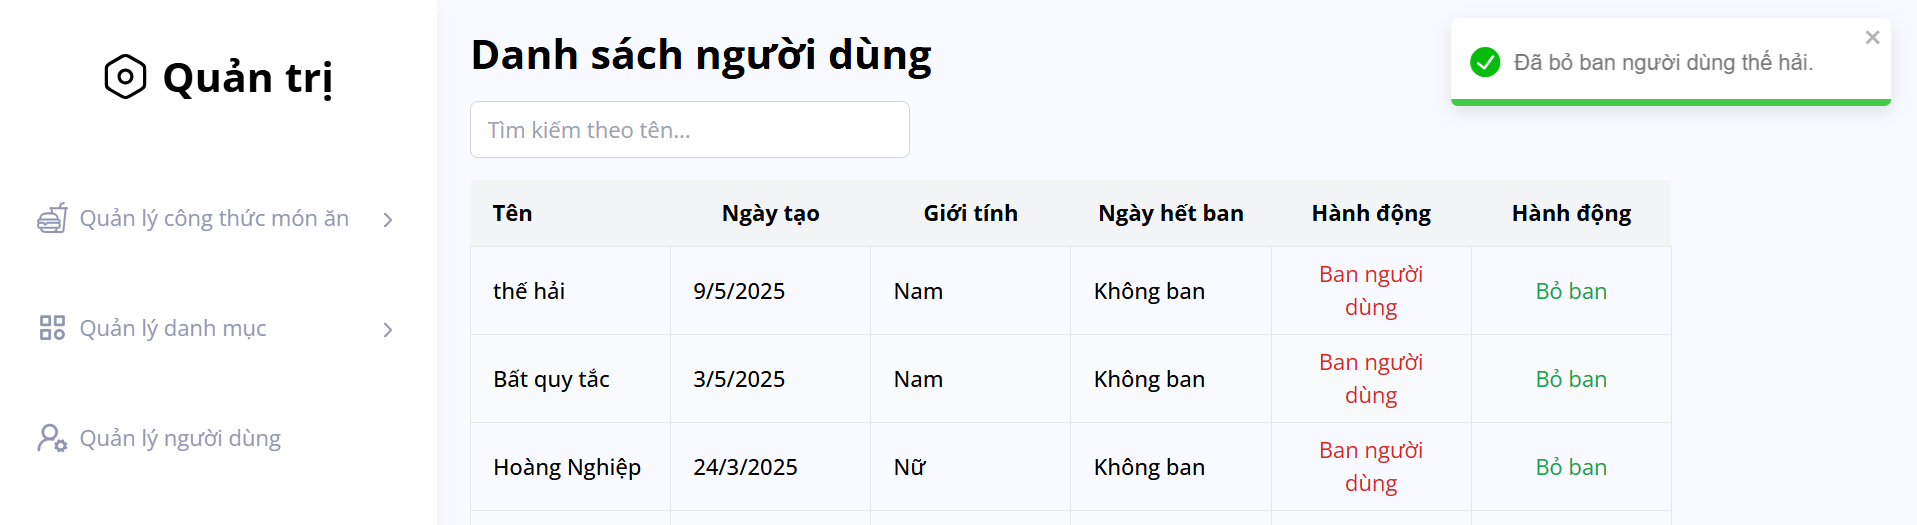 Quản trị
Quản lý công thức món ăn
Quản lý danh mục
Quản lý người dùng
Danh sách người dùng
Đã bỏ ban người dùng thế hải.
Tìm kiếm theo tên...
Tên Ngày tạo Giới tính Ngày hết ban Hành động Hành động
thế hải 9/5/2025 Nam Không ban Ban người dùng Bỏ ban
Bất quy tắc 3/5/2025 Nam Không ban Ban người dùng Bỏ ban
Hoàng Nghiệp 24/3/2025 Nữ Không ban Ban người dùng Bỏ ban